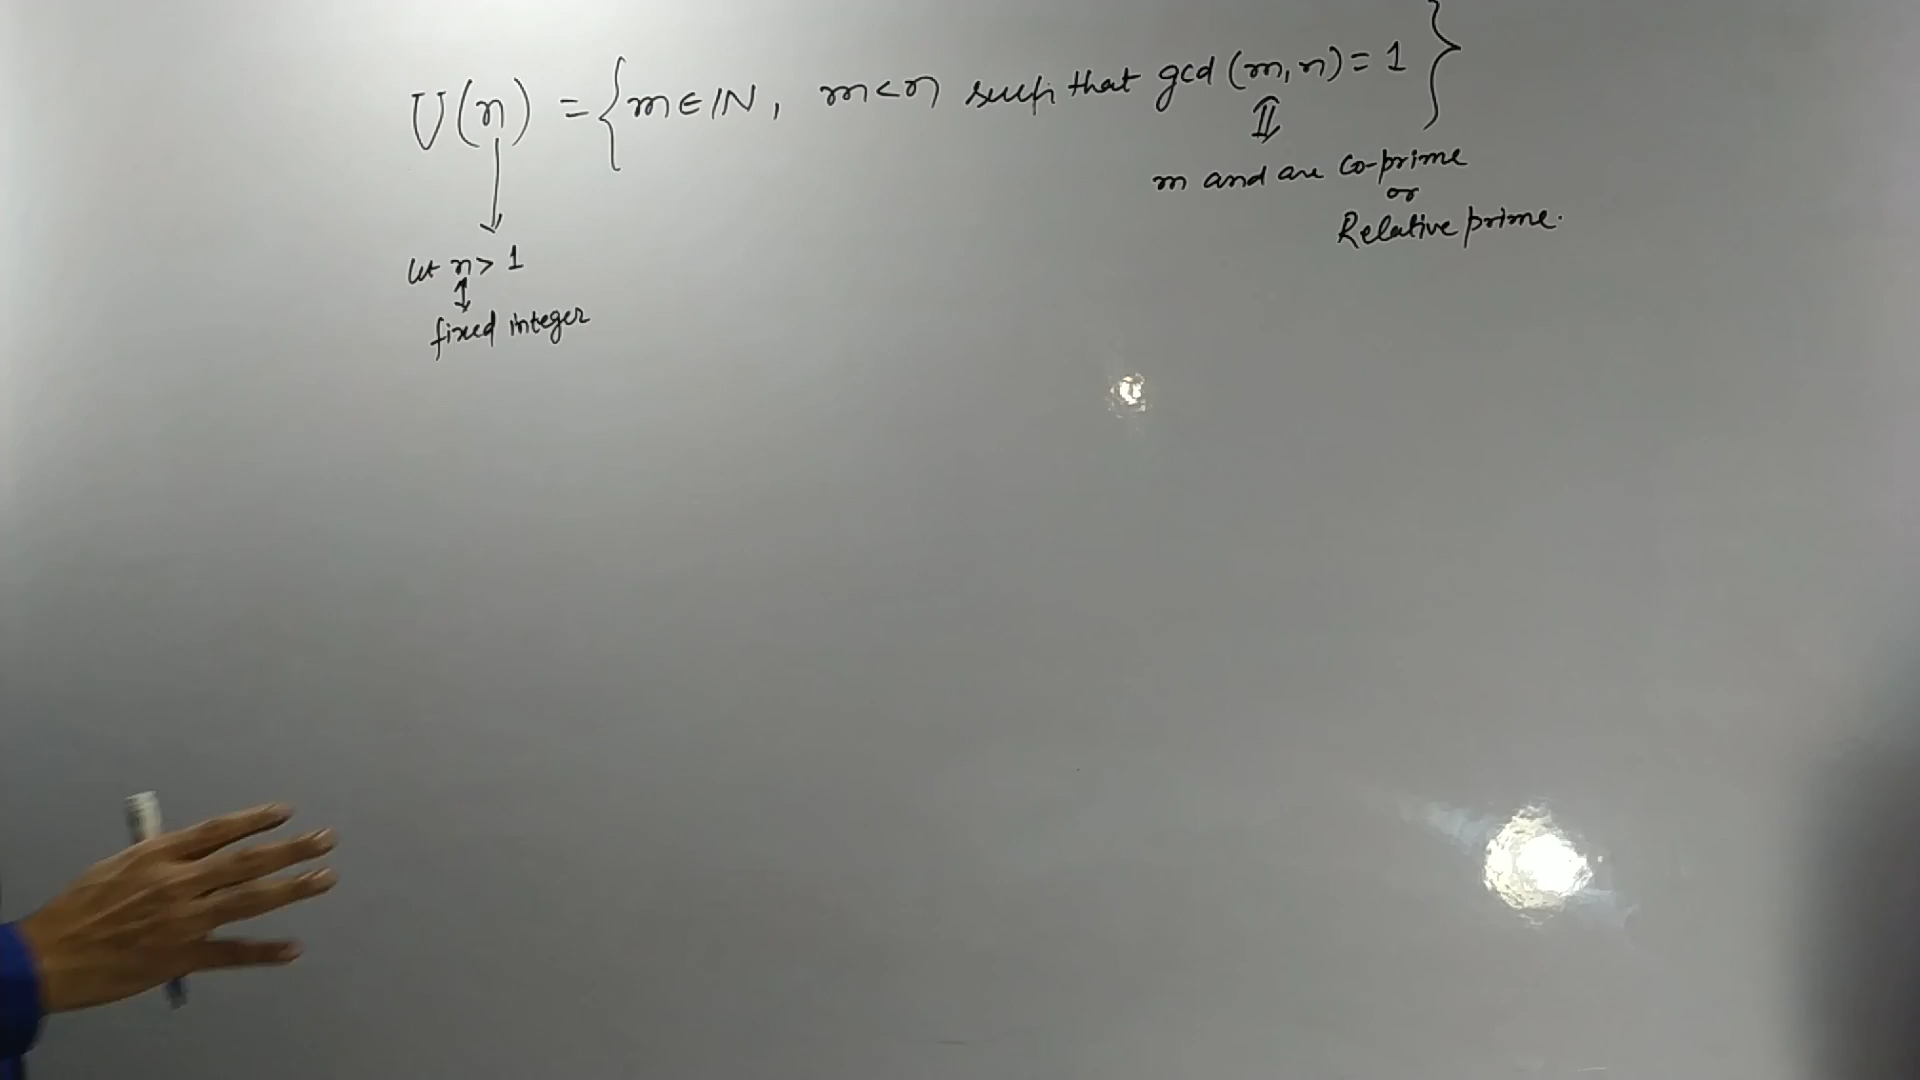 U(n) = { m ∈ IN, m < n such that gcd (m, n) = 1 }
⇕
m and are co-prime
or
Relative prime.
let n > 1
↕
fixed integer